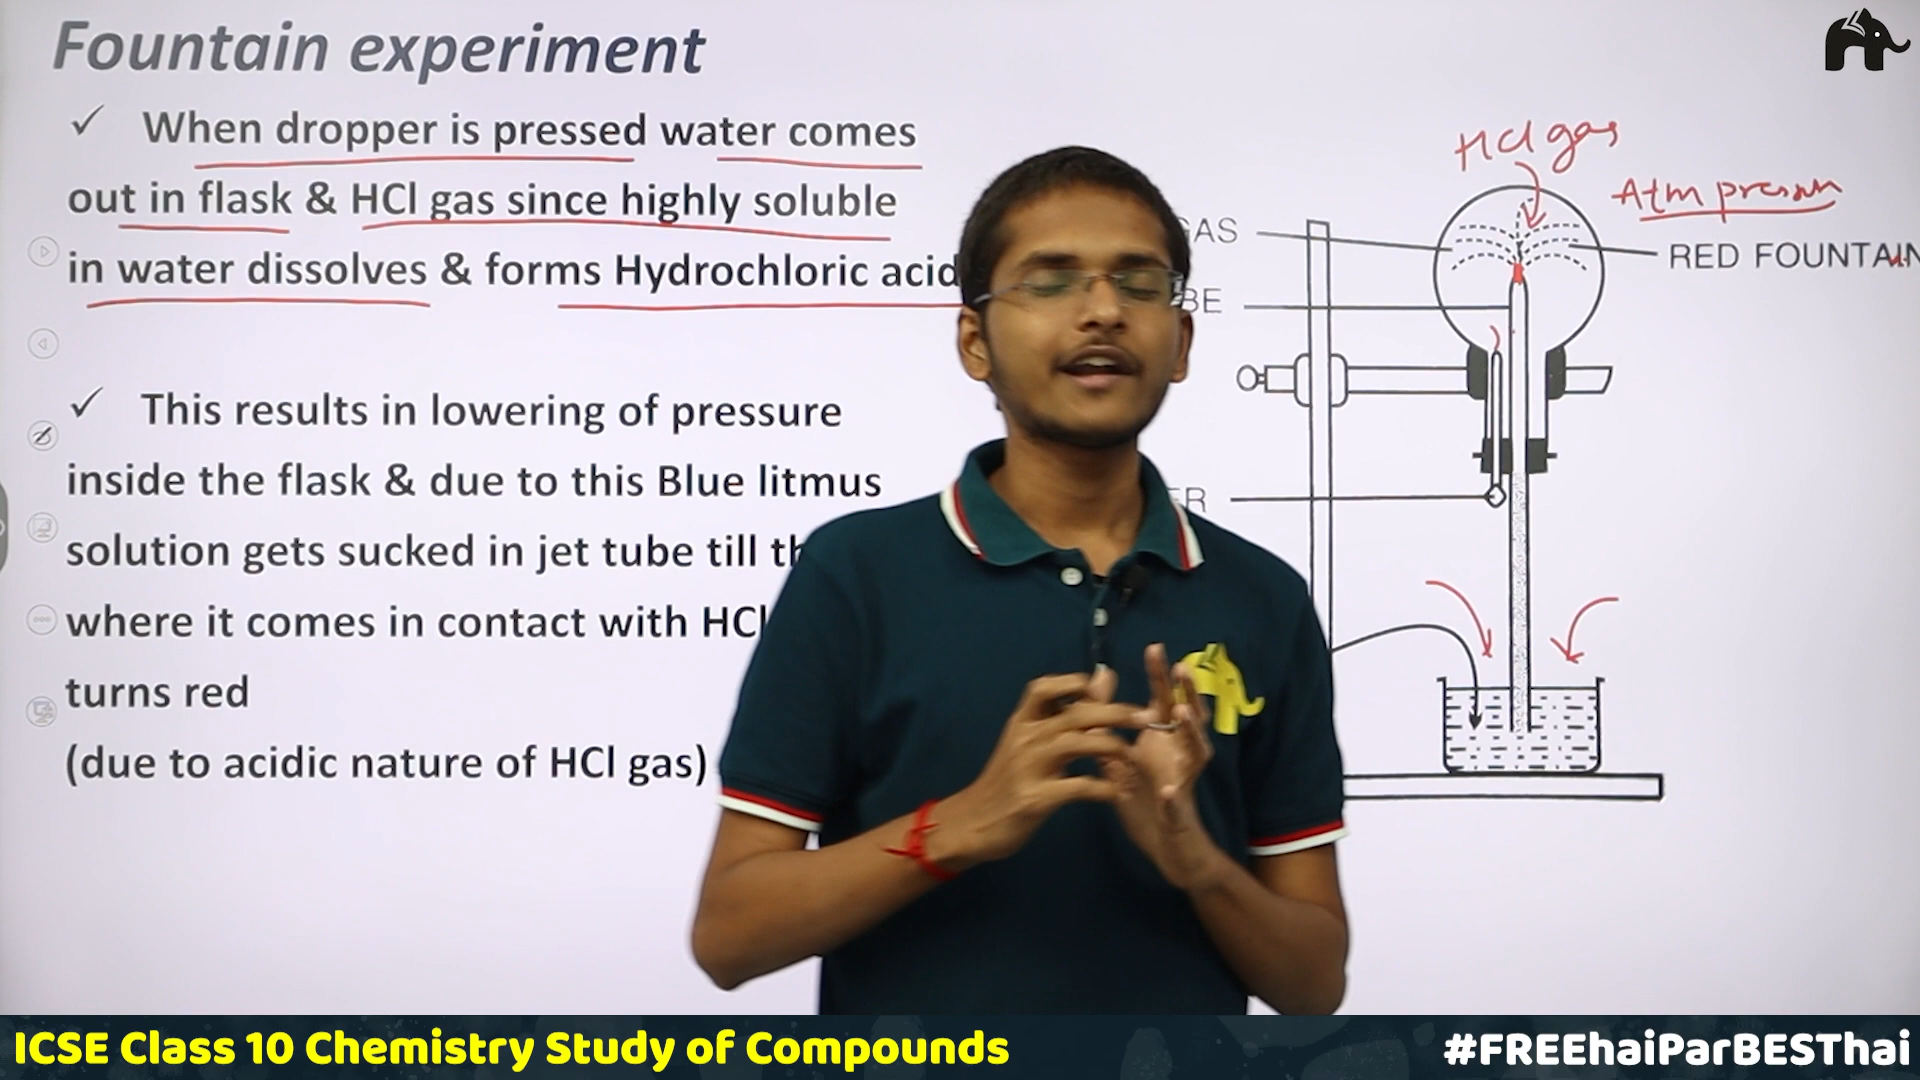 Fountain experiment
✓ When dropper is pressed water comes
out in flask & HCl gas since highly soluble
in water dissolves & forms Hydrochloric acid
✓ This results in lowering of pressure
inside the flask & due to this Blue litmus
solution gets sucked in jet tube till th
where it comes in contact with HCl
turns red
(due to acidic nature of HCl gas)
HCl gas
Atm pressure
GAS
RED FOUNTAIN
BE
ER
ICSE Class 10 Chemistry Study of Compounds
#FREEhaiParBESThai